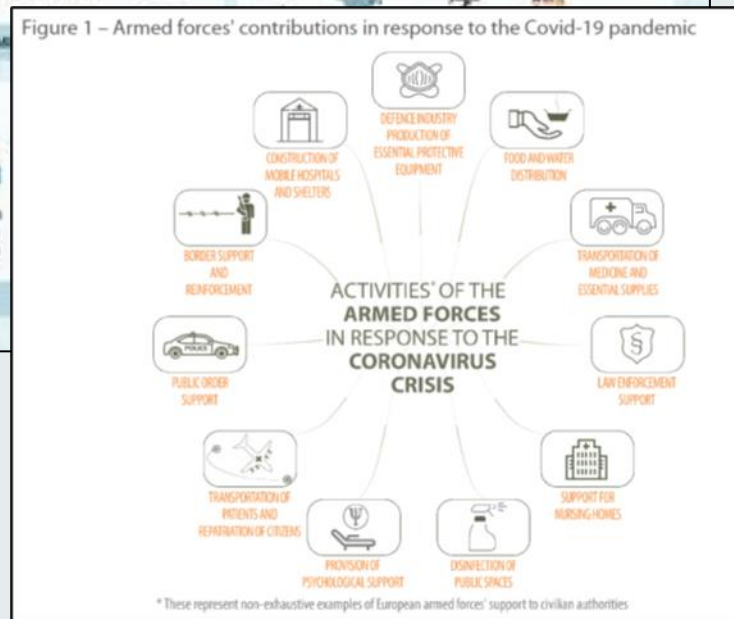 Figure 1 – Armed forces' contributions in response to the Covid-19 pandemic
DEFENCE INDUSTRY
PRODUCTION OF
ESSENTIAL PROTECTIVE
EQUIPMENT
CONSTRUCTION OF
MOBILE HOSPITALS
AND SHELTERS
FOOD AND WATER
DISTRIBUTION
BORDER SUPPORT
AND
REINFORCEMENT
TRANSPORTATION OF
MEDICINE AND
ESSENTIAL SUPPLIES
ACTIVITIES* OF THE
ARMED FORCES
IN RESPONSE TO THE
CORONAVIRUS
CRISIS
POLICE
PUBLIC ORDER
SUPPORT
§
LAW ENFORCEMENT
SUPPORT
TRANSPORTATION OF
PATIENTS AND
REPATRIATION OF CITIZENS
SUPPORT FOR
NURSING HOMES
PROVISION OF
PSYCHOLOGICAL SUPPORT
DISINFECTION OF
PUBLIC SPACES
* These represent non-exhaustive examples of European armed forces' support to civilian authorities